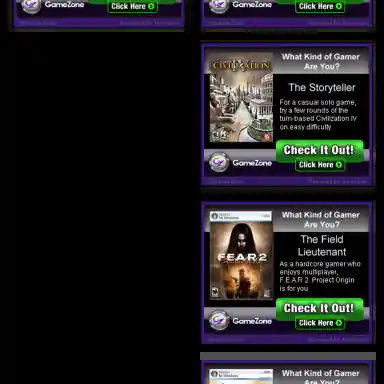 GameZone
Click Here
GameZone
Click Here
What Kind of Gamer
Are You?
CIVILIZATION IV
The Storyteller
For a casual solo game,
try a few rounds of the
turn-based Civilization IV
on easy difficulty.
Check It Out!
GameZone
Click Here
What Kind of Gamer
Are You?
F.E.A.R.2
The Field
Lieutenant
As a hardcore gamer who
enjoys multiplayer,
F.E.A.R 2: Project Origin
is for you
Check It Out!
GameZone
Click Here
What Kind of Gamer
Are You?